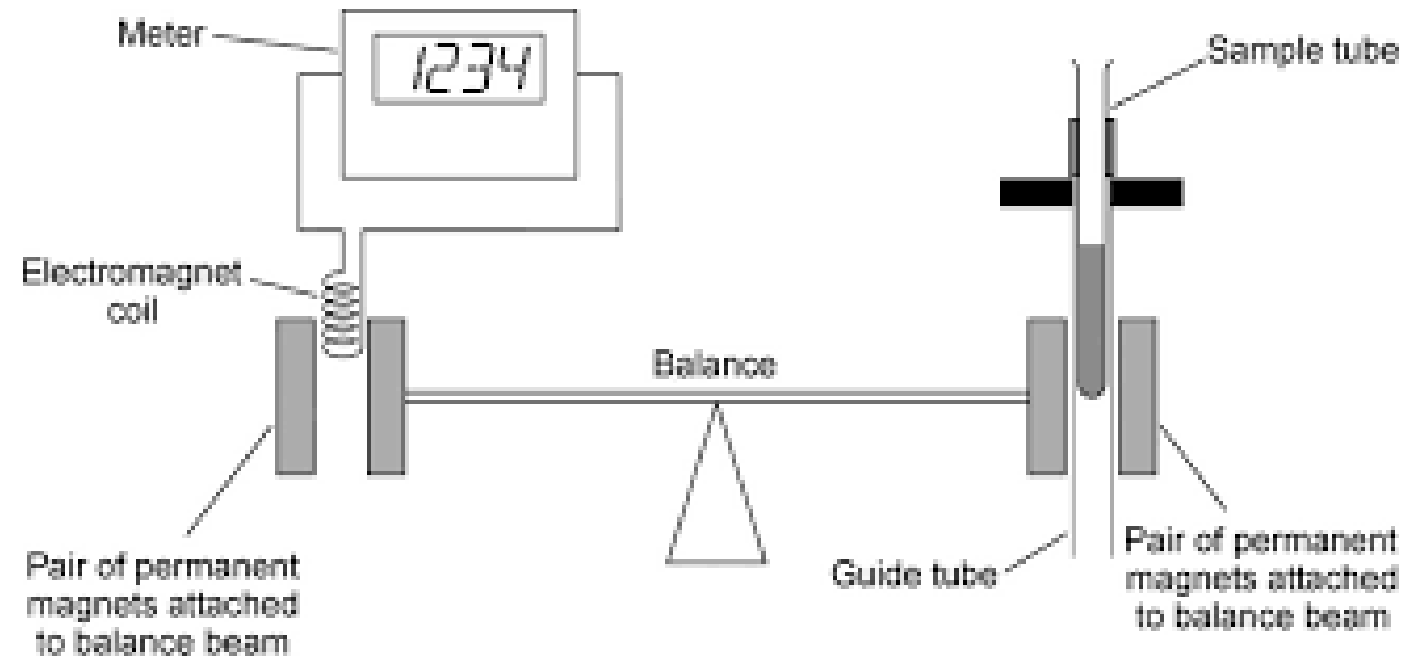 Meter
1234
Sample tube
Electromagnet
coil
Balance
Pair of permanent
magnets attached
to balance beam
Guide tube
Pair of permanent
magnets attached
to balance beam